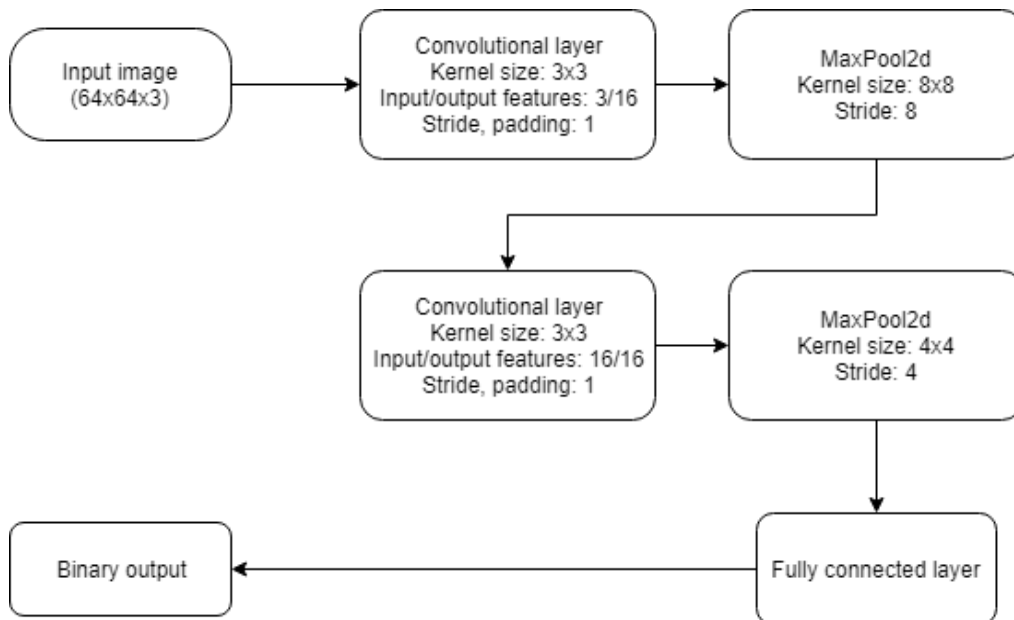 Input image
(64x64x3)
Convolutional layer
Kernel size: 3x3
Input/output features: 3/16
Stride, padding: 1
MaxPool2d
Kernel size: 8x8
Stride: 8
Convolutional layer
Kernel size: 3x3
Input/output features: 16/16
Stride, padding: 1
MaxPool2d
Kernel size: 4x4
Stride: 4
Binary output
Fully connected layer